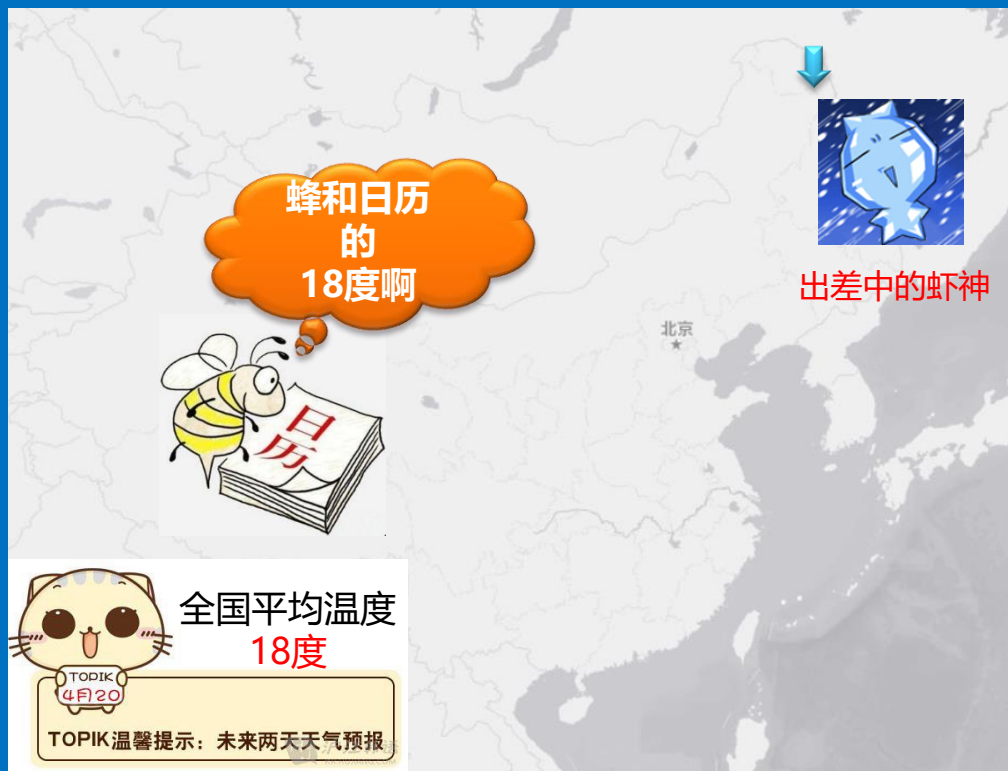 蜂和日历
的
18度啊
出差中的虾神
北京
日历
全国平均温度
18度
TOPIK
4月20
TOPIK温馨提示：未来两天天气预报